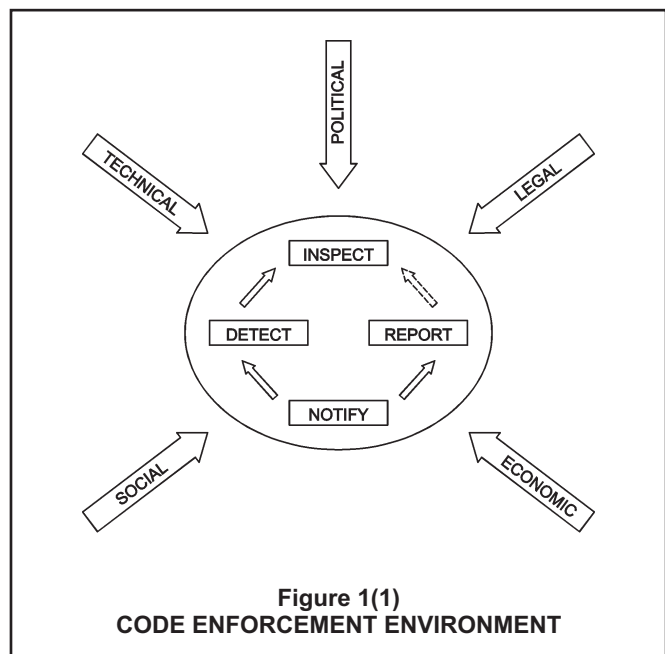 POLITICAL
TECHNICAL
LEGAL
INSPECT
DETECT
REPORT
NOTIFY
SOCIAL
ECONOMIC
Figure 1(1)
CODE ENFORCEMENT ENVIRONMENT